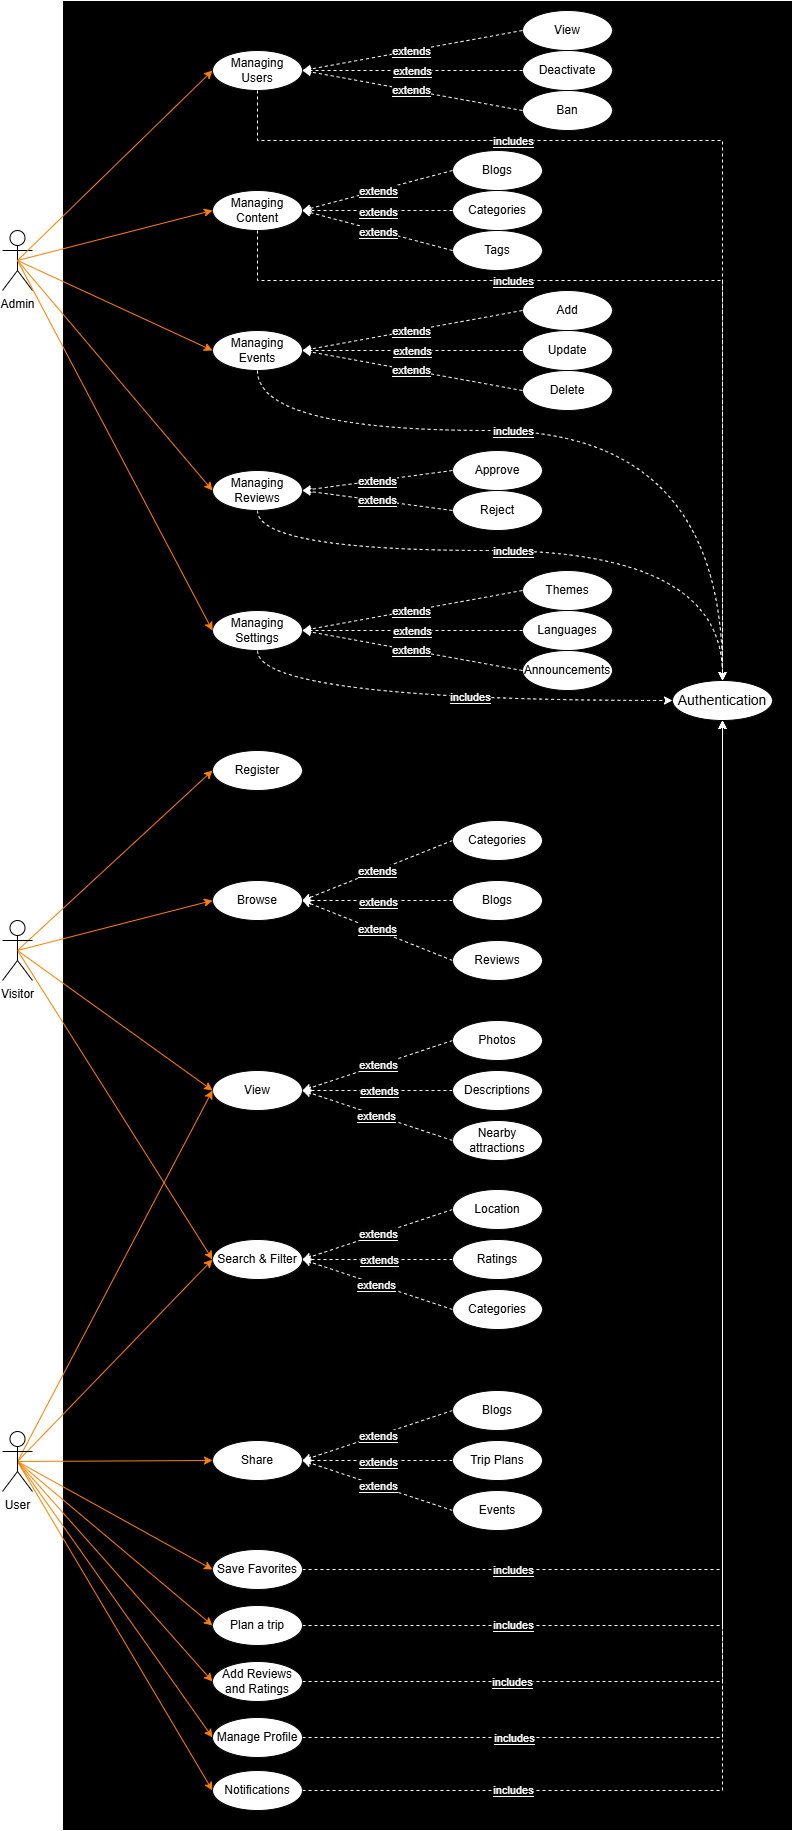 View
Managing
Users
extends
extends
Deactivate
extends
Ban
includes
Managing
Content
extends
Blogs
extends
Categories
extends
Tags
Admin
includes
Managing
Events
extends
Add
extends
Update
extends
Delete
includes
Managing
Reviews
extends
Approve
extends
Reject
includes
Managing
Settings
extends
Themes
extends
Languages
extends
Announcements
includes
Authentication
Register
Categories
extends
Browse
extends
Blogs
extends
Reviews
Visitor
Photos
extends
View
extends
Descriptions
extends
Nearby
attractions
Location
extends
Search & Filter
extends
Ratings
extends
Categories
Blogs
extends
Share
extends
Trip Plans
extends
Events
User
Save Favorites
includes
Plan a trip
includes
Add Reviews
and Ratings
includes
Manage Profile
includes
Notifications
includes